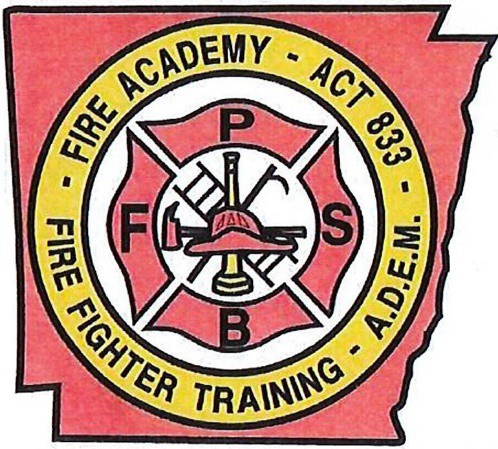 - FIRE ACADEMY - ACT 833 -
FIRE FIGHTER TRAINING - A.D.E.M.
P
F S
B